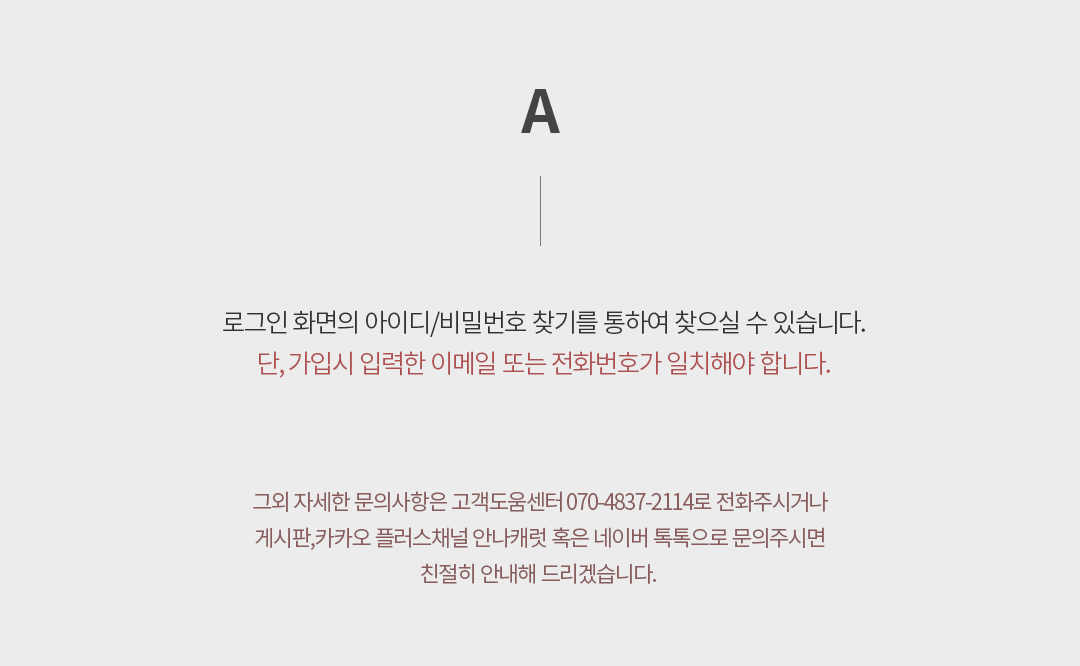 A
로그인 화면의 아이디/비밀번호 찾기를 통하여 찾으실 수 있습니다.
단, 가입시 입력한 이메일 또는 전화번호가 일치해야 합니다.
그외 자세한 문의사항은 고객도움센터 070-4837-2114로 전화주시거나
게시판,카카오 플러스채널 안나캐럿 혹은 네이버 톡톡으로 문의주시면
친절히 안내해 드리겠습니다.